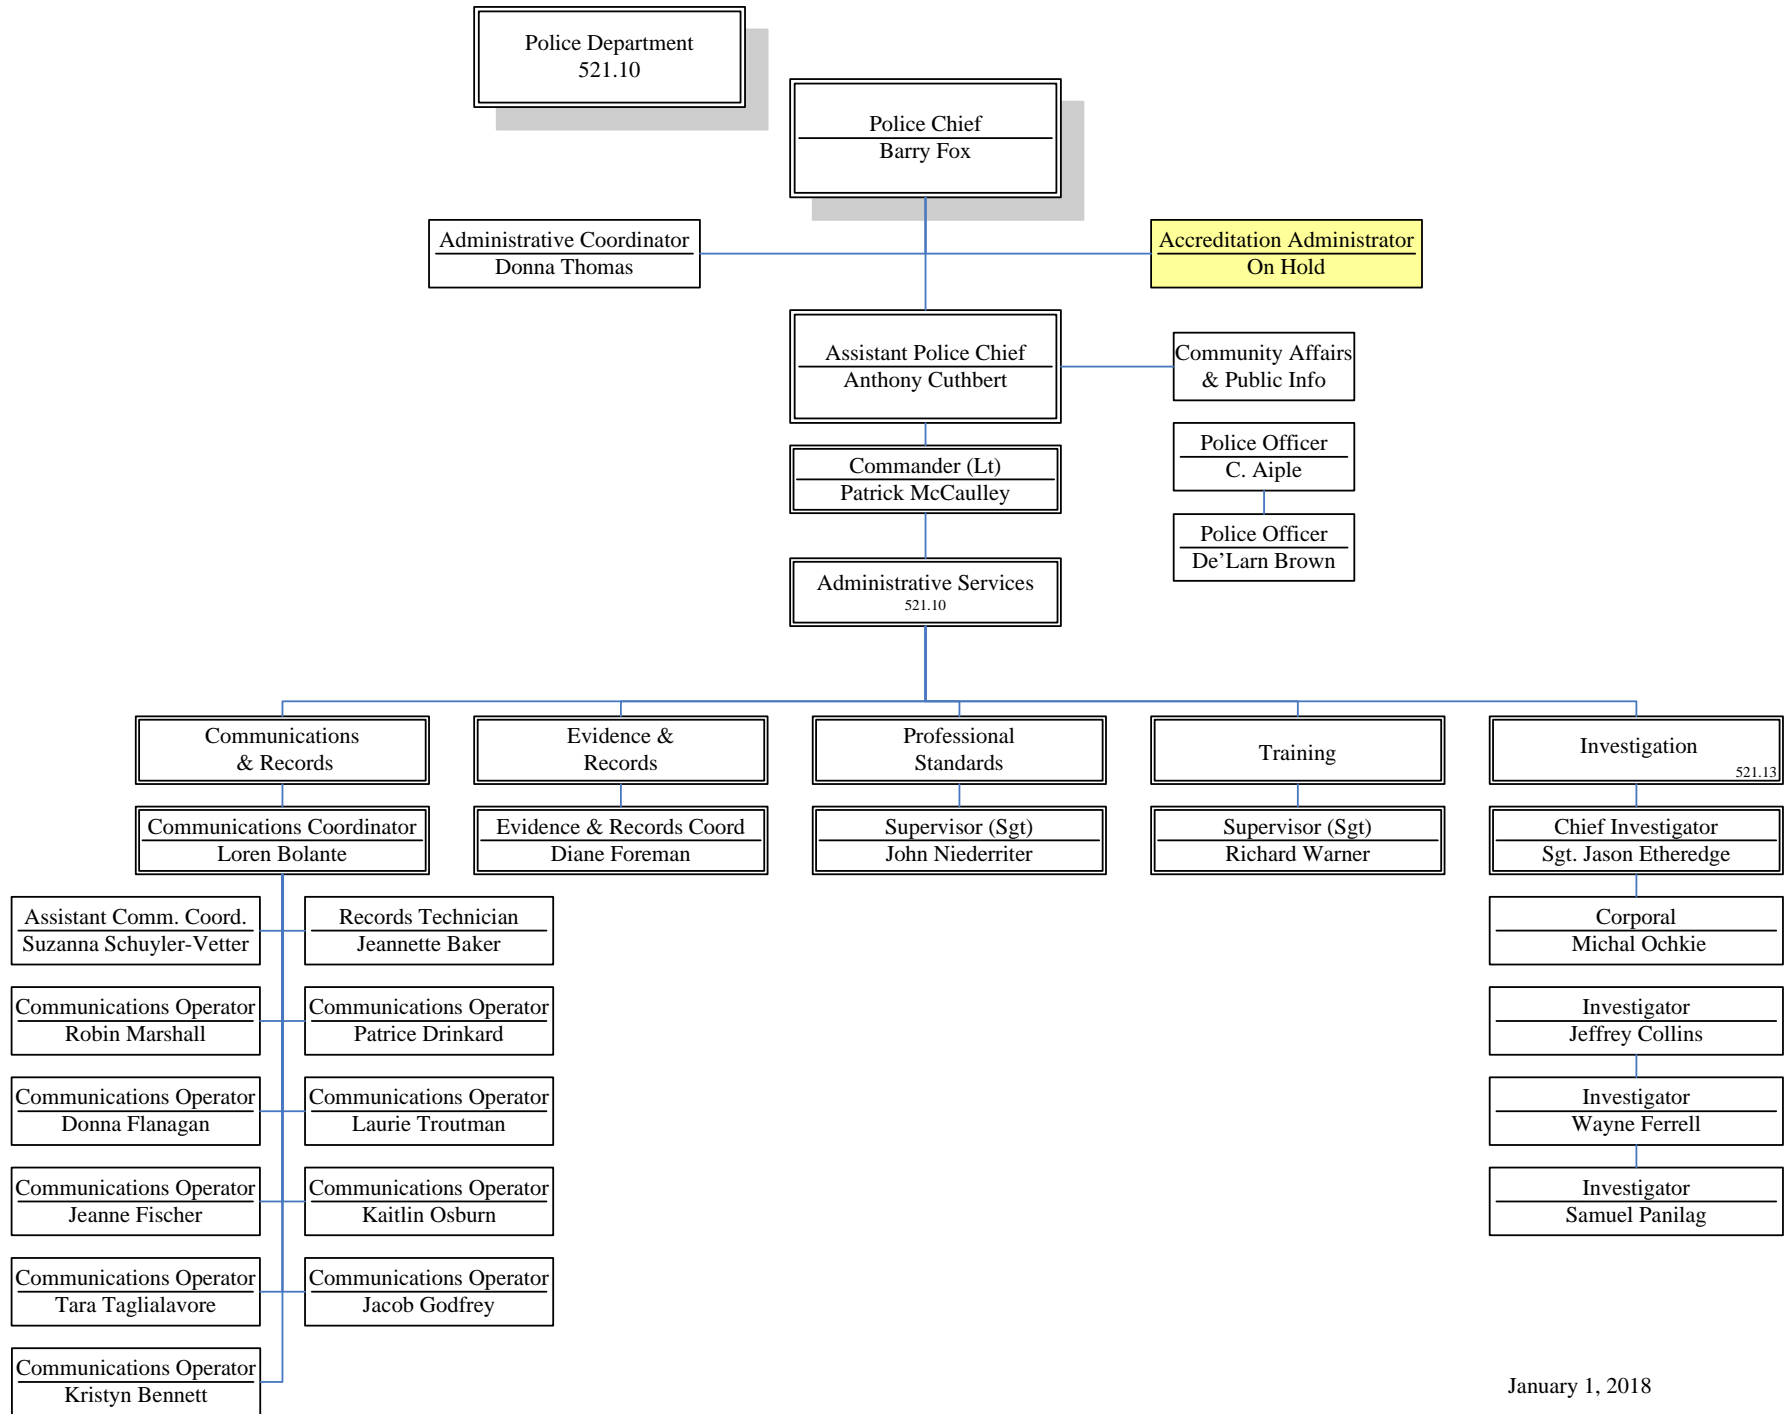 Police Department
521.10
Police Chief
Barry Fox
Administrative Coordinator
Donna Thomas
Accreditation Administrator
On Hold
Assistant Police Chief
Anthony Cuthbert
Community Affairs
& Public Info
Commander (Lt)
Patrick McCaulley
Police Officer
C. Aiple
Police Officer
De’Larn Brown
Administrative Services
521.10
Communications
& Records
Evidence &
Records
Professional
Standards
Training
Investigation
521.13
Communications Coordinator
Loren Bolante
Evidence & Records Coord
Diane Foreman
Supervisor (Sgt)
John Niederriter
Supervisor (Sgt)
Richard Warner
Chief Investigator
Sgt. Jason Etheredge
Assistant Comm. Coord.
Suzanna Schuyler-Vetter
Records Technician
Jeannette Baker
Corporal
Michal Ochkie
Communications Operator
Robin Marshall
Communications Operator
Patrice Drinkard
Investigator
Jeffrey Collins
Communications Operator
Donna Flanagan
Communications Operator
Laurie Troutman
Investigator
Wayne Ferrell
Communications Operator
Jeanne Fischer
Communications Operator
Kaitlin Osburn
Investigator
Samuel Panilag
Communications Operator
Tara Taglialavore
Communications Operator
Jacob Godfrey
Communications Operator
Kristyn Bennett
January 1, 2018